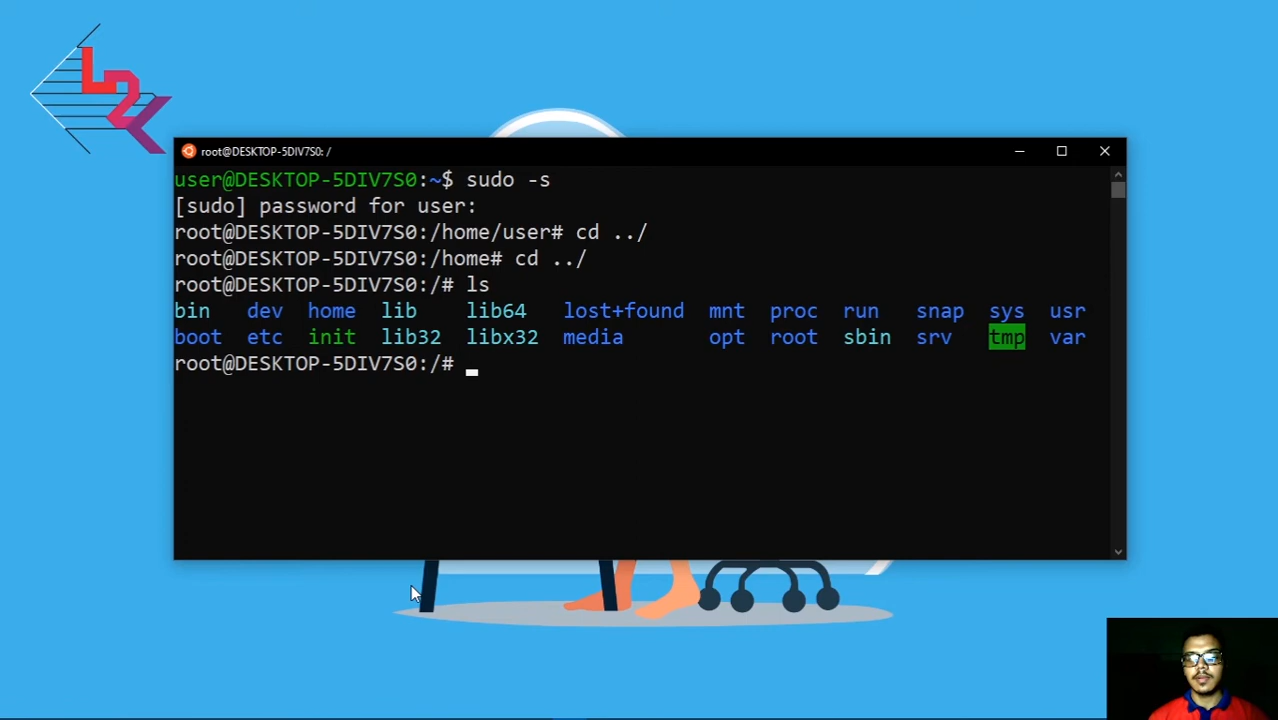 root@DESKTOP-5DIV7S0: /
user@DESKTOP-5DIV7S0:~$ sudo -s
[sudo] password for user:
root@DESKTOP-5DIV7S0:/home/user# cd ../
root@DESKTOP-5DIV7S0:/home# cd ../
root@DESKTOP-5DIV7S0:/# ls
bin dev home lib lib64 lost+found mnt proc run snap sys usr
boot etc init lib32 libx32 media opt root sbin srv tmp var
root@DESKTOP-5DIV7S0:/#